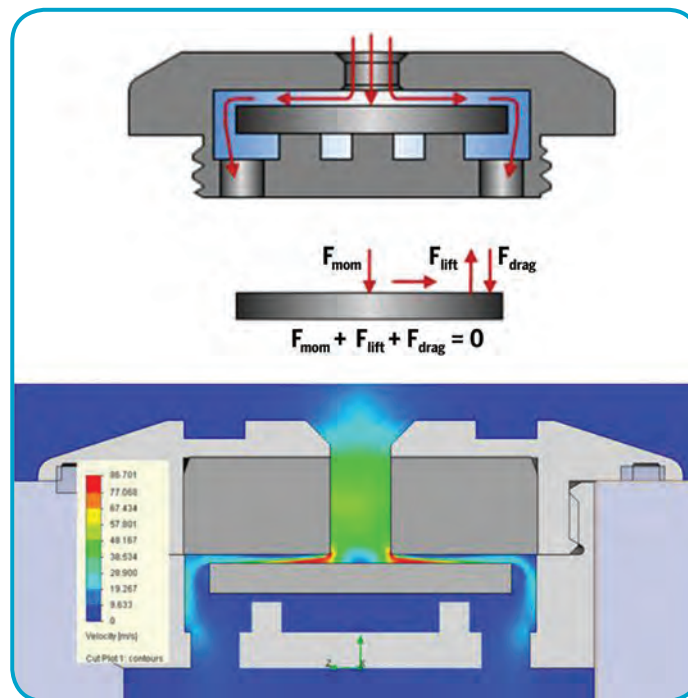 Fmom
Flift
Fdrag
Fmom + Flift + Fdrag = 0
86.701
77.068
67.434
57.801
48.167
38.534
28.900
19.267
9.633
0
Velocity [m/s]
Cut Plot 1: contours
Z
X